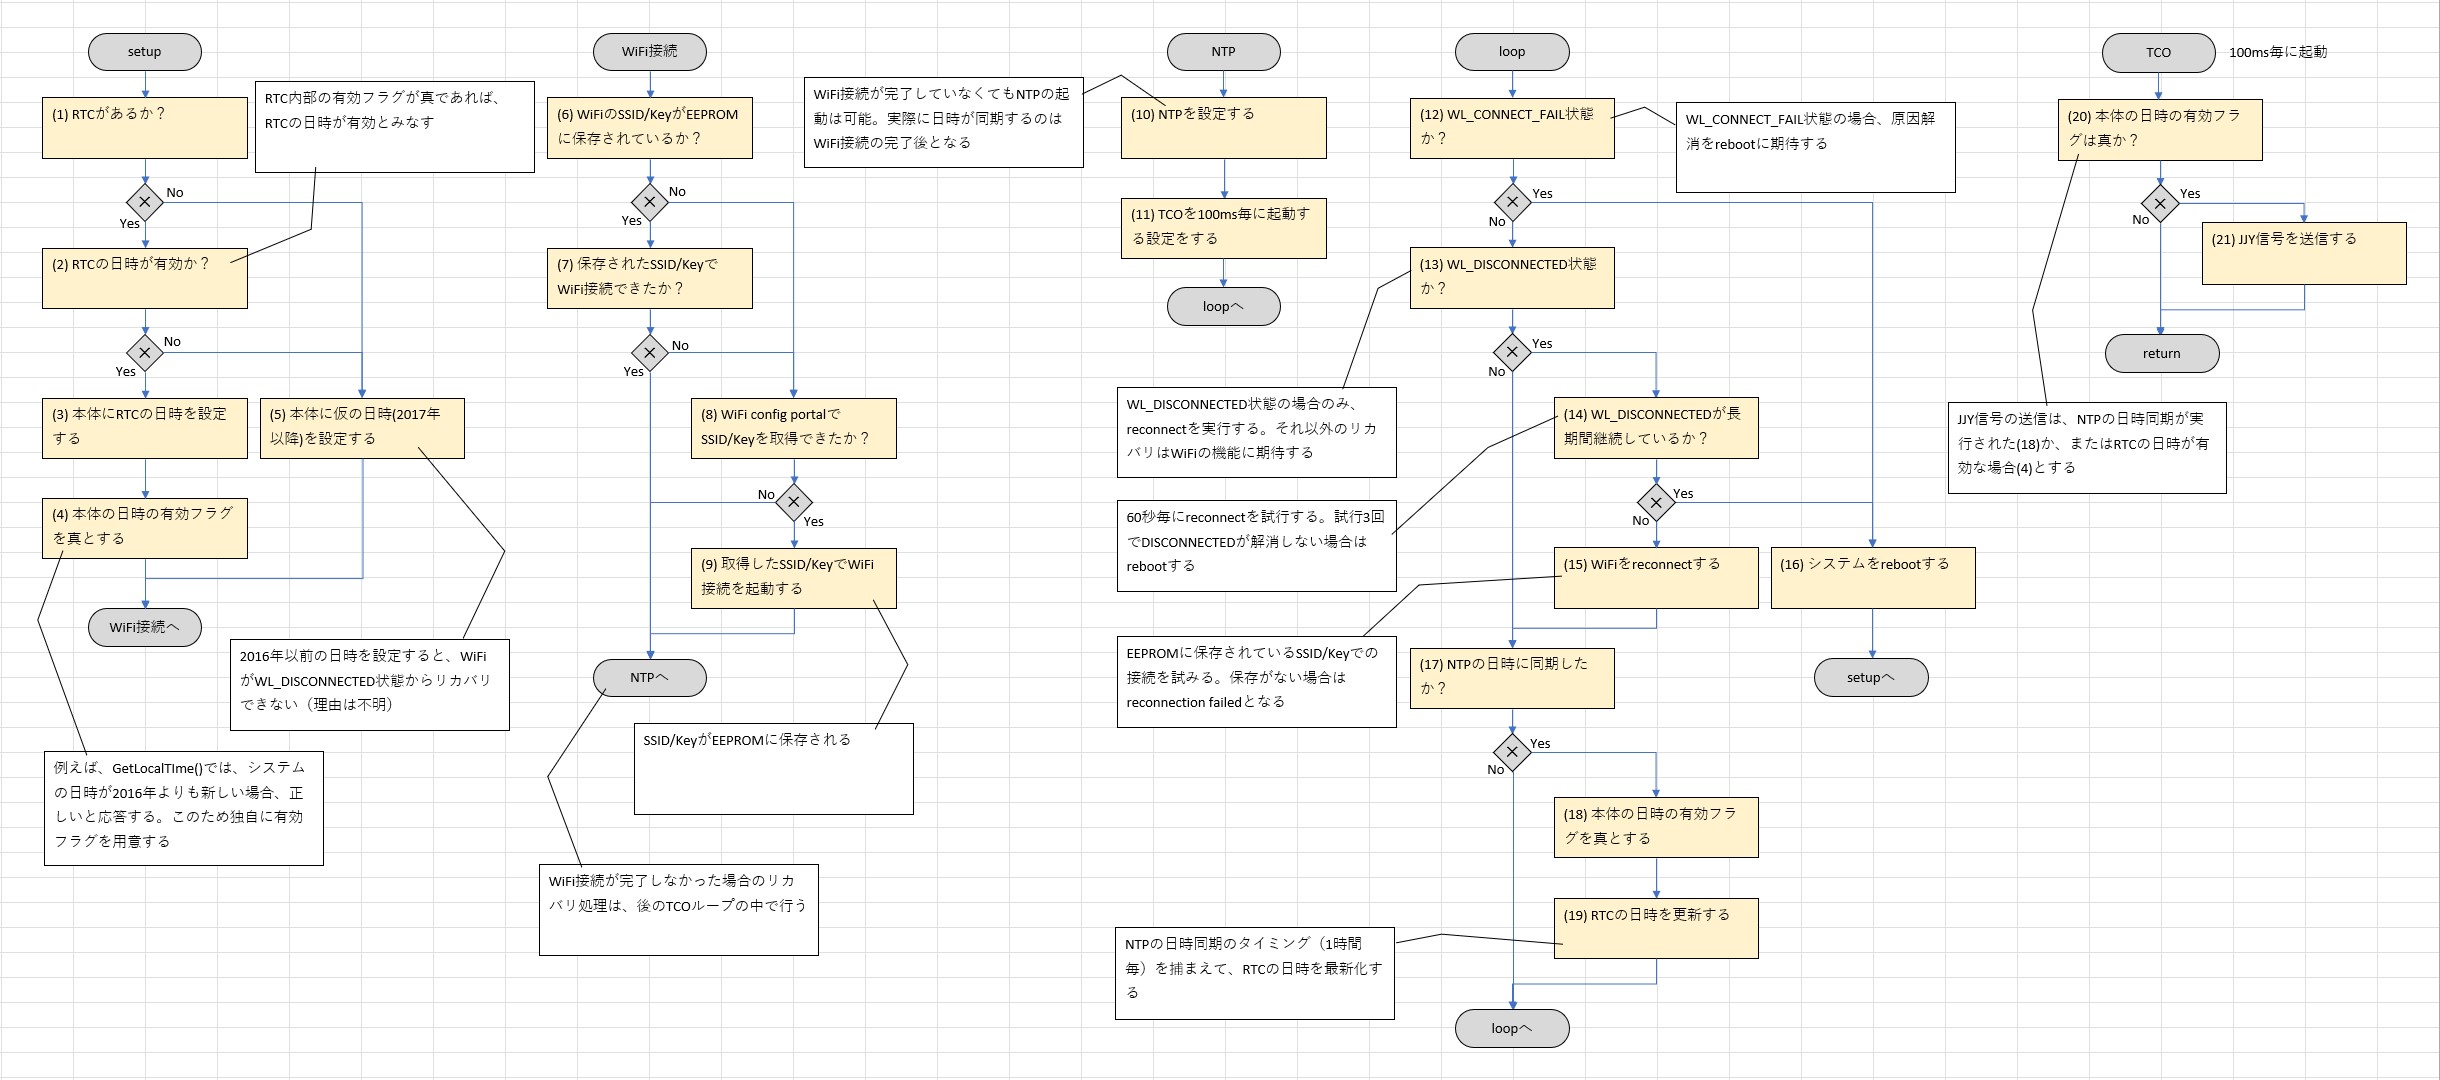 setup
(1) RTCがあるか？
RTC内部の有効フラグが真であれば、
RTCの日時が有効とみなす
No
Yes
(2) RTCの日時が有効か？
No
Yes
(3) 本体にRTCの日時を設定
する
(5) 本体に仮の日時(2017年
以降)を設定する
(4) 本体の日時の有効フラグ
を真とする
WiFi接続へ
2016年以前の日時を設定すると、WiFi
がWL_DISCONNECTED状態からリカバリ
できない（理由は不明）
例えば、GetLocalTIme()では、システム
の日時が2016年よりも新しい場合、正
しいと応答する。このため独自に有効
フラグを用意する
WiFi接続
(6) WiFiのSSID/KeyがEEPROM
に保存されているか？
No
Yes
(7) 保存されたSSID/Keyで
WiFi接続できたか？
No
Yes
(8) WiFi config portalで
SSID/Keyを取得できたか？
No
Yes
(9) 取得したSSID/KeyでWiFi
接続を起動する
NTPへ
SSID/KeyがEEPROMに保存される
WiFi接続が完了しなかった場合のリカ
バリ処理は、後のTCOループの中で行う
NTP
WiFi接続が完了していなくてもNTPの起
動は可能。実際に日時が同期するのは
WiFi接続の完了後となる
(10) NTPを設定する
(11) TCOを100ms毎に起動す
る設定をする
loopへ
loop
(12) WL_CONNECT_FAIL状態
か？
WL_CONNECT_FAIL状態の場合、原因解
消をrebootに期待する
Yes
No
(13) WL_DISCONNECTED状態
か？
Yes
No
WL_DISCONNECTED状態の場合のみ、
reconnectを実行する。それ以外のリカ
バリはWiFiの機能に期待する
(14) WL_DISCONNECTEDが長
期間継続しているか？
Yes
No
60秒毎にreconnectを試行する。試行3回
でDISCONNECTEDが解消しない場合は
rebootする
(15) WiFiをreconnectする
(16) システムをrebootする
EEPROMに保存されているSSID/Keyでの
接続を試みる。保存がない場合は
reconnection failedとなる
setupへ
(17) NTPの日時に同期した
か？
Yes
No
(18) 本体の日時の有効フラ
グを真とする
(19) RTCの日時を更新する
NTPの日時同期のタイミング（1時間
毎）を捕まえて、RTCの日時を最新化す
る
loopへ
TCO
100ms毎に起動
(20) 本体の日時の有効フラ
グは真か？
Yes
No
(21) JJY信号を送信する
return
JJY信号の送信は、NTPの日時同期が実
行された(18)か、またはRTCの日時が有
効な場合(4)とする